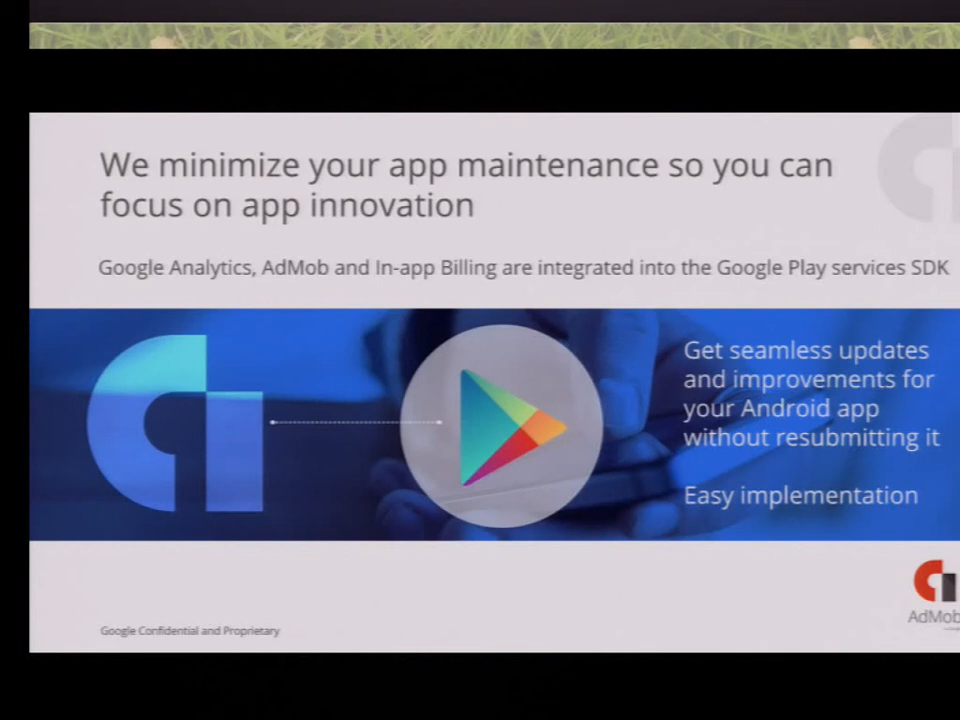 We minimize your app maintenance so you can
focus on app innovation
Google Analytics, AdMob and In-app Billing are integrated into the Google Play services SDK
Get seamless updates
and improvements for
your Android app
without resubmitting it
Easy implementation
AdMob
Google Confidential and Proprietary